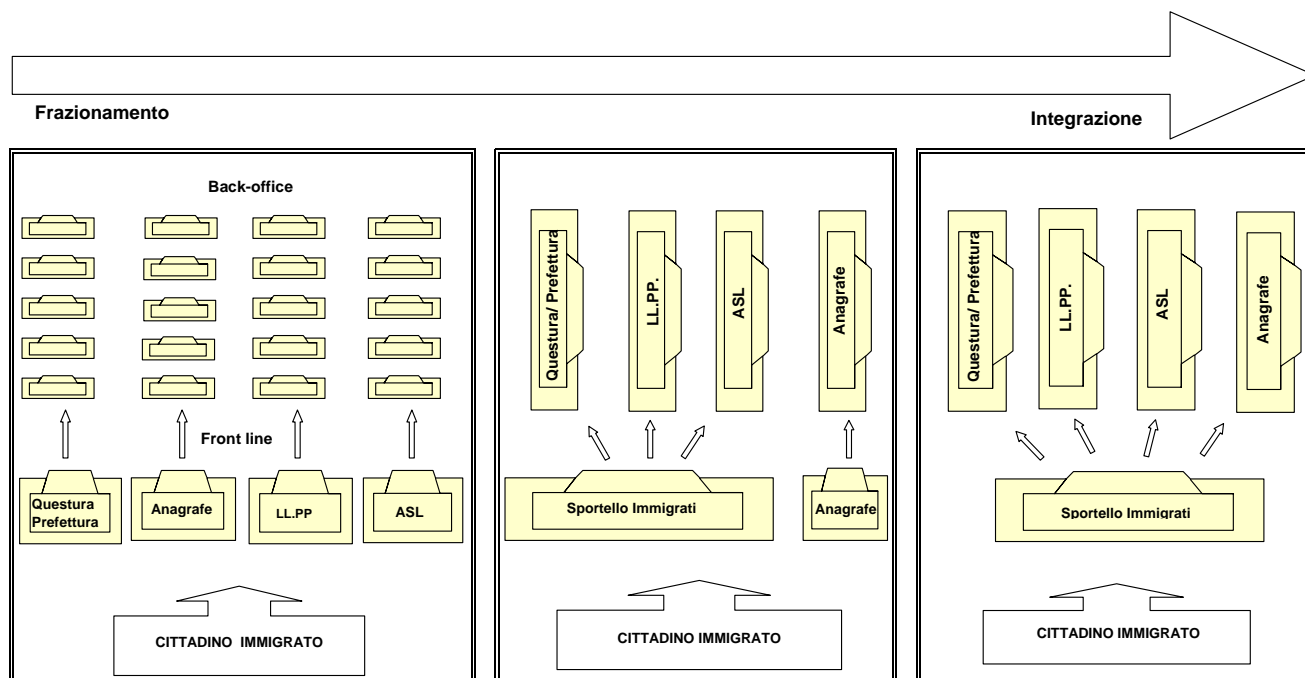 Frazionamento
Integrazione
Back-office
Front line
Questura
Prefettura
Anagrafe
LL.PP
ASL
CITTADINO IMMIGRATO
Questura/ Prefettura
LL.PP.
ASL
Anagrafe
Sportello Immigrati
Anagrafe
CITTADINO IMMIGRATO
Questura/ Prefettura
LL.PP.
ASL
Anagrafe
Sportello Immigrati
CITTADINO IMMIGRATO